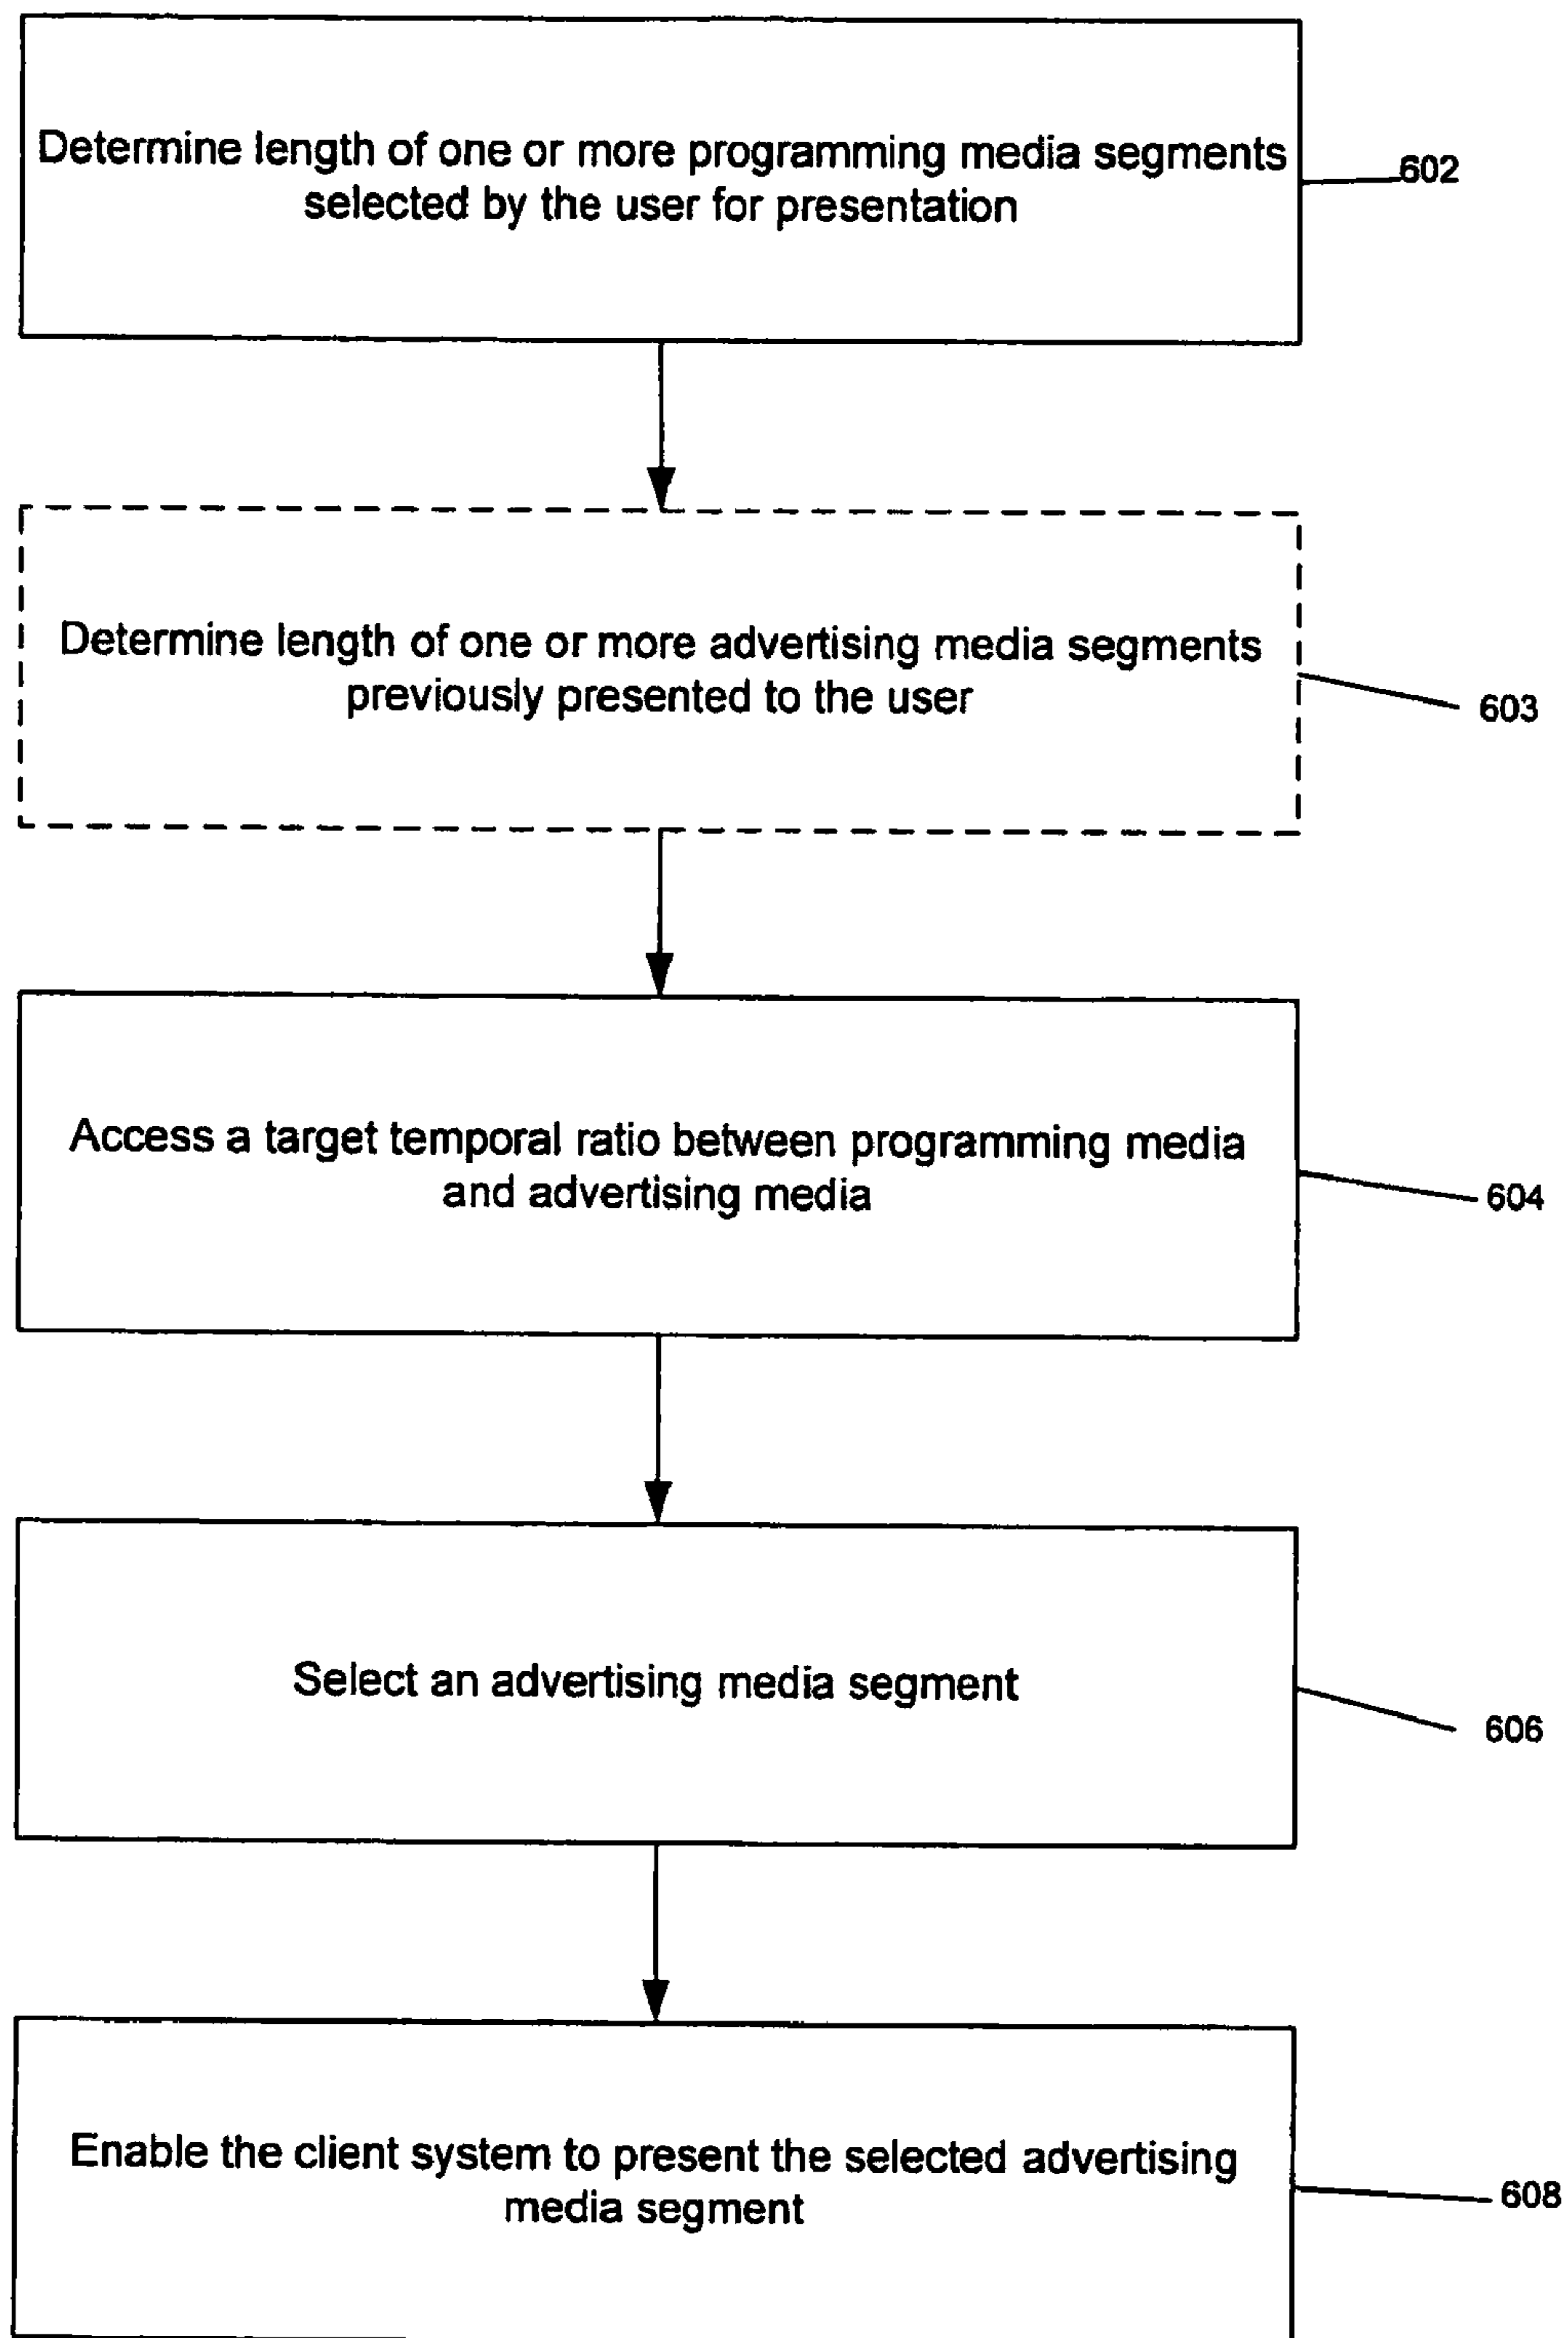 Determine length of one or more programming media segments
selected by the user for presentation
602
Determine length of one or more advertising media segments
previously presented to the user
603
Access a target temporal ratio between programming media
and advertising media
604
Select an advertising media segment
606
Enable the client system to present the selected advertising
media segment
608